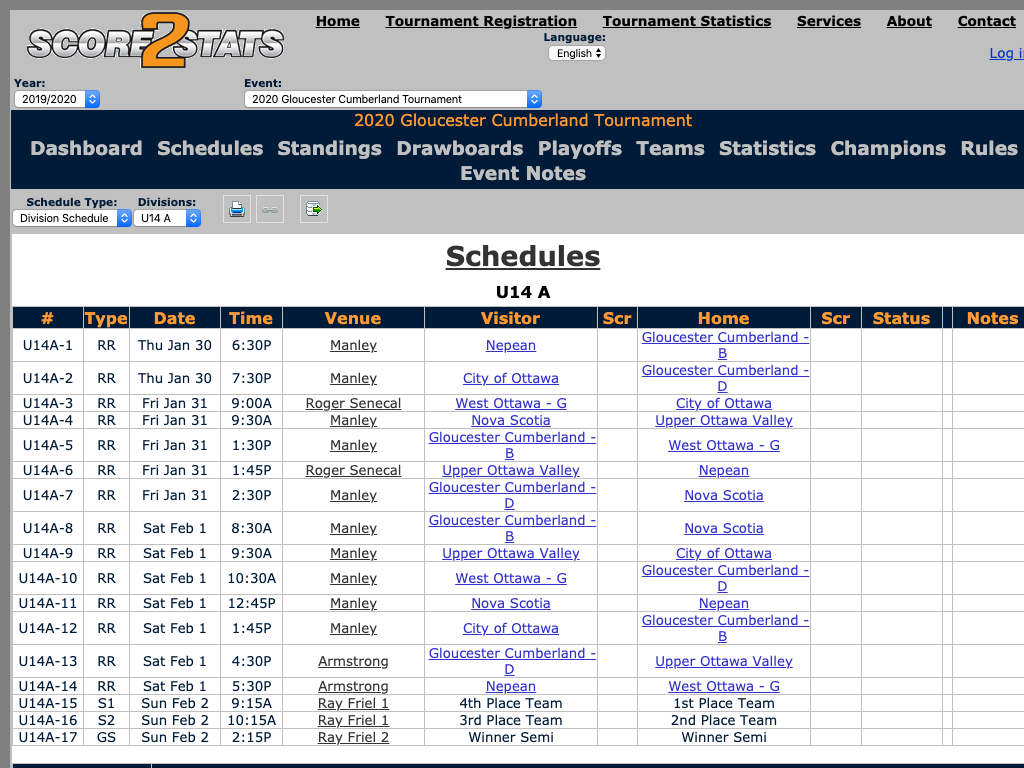 Home Tournament Registration Tournament Statistics Services About Contact
SCORE2STATS
Language:
English
Year: Event:
2019/2020 2020 Gloucester Cumberland Tournament
2020 Gloucester Cumberland Tournament
Dashboard Schedules Standings Drawboards Playoffs Teams Statistics Champions Rules
Event Notes
Schedule Type: Divisions:
Division Schedule U14 A
Schedules
U14 A
# Type Date Time Venue Visitor Scr Home Scr Status Notes
U14A-1 RR Thu Jan 30 6:30P Manley Nepean Gloucester Cumberland - B
U14A-2 RR Thu Jan 30 7:30P Manley City of Ottawa Gloucester Cumberland - D
U14A-3 RR Fri Jan 31 9:00A Roger Senecal West Ottawa - G City of Ottawa
U14A-4 RR Fri Jan 31 9:30A Manley Nova Scotia Upper Ottawa Valley
U14A-5 RR Fri Jan 31 1:30P Manley Gloucester Cumberland - B West Ottawa - G
U14A-6 RR Fri Jan 31 1:45P Roger Senecal Upper Ottawa Valley Nepean
U14A-7 RR Fri Jan 31 2:30P Manley Gloucester Cumberland - D Nova Scotia
U14A-8 RR Sat Feb 1 8:30A Manley Gloucester Cumberland - B Nova Scotia
U14A-9 RR Sat Feb 1 9:30A Manley Upper Ottawa Valley City of Ottawa
U14A-10 RR Sat Feb 1 10:30A Manley West Ottawa - G Gloucester Cumberland - D
U14A-11 RR Sat Feb 1 12:45P Manley Nova Scotia Nepean
U14A-12 RR Sat Feb 1 1:45P Manley City of Ottawa Gloucester Cumberland - B
U14A-13 RR Sat Feb 1 4:30P Armstrong Gloucester Cumberland - D Upper Ottawa Valley
U14A-14 RR Sat Feb 1 5:30P Armstrong Nepean West Ottawa - G
U14A-15 S1 Sun Feb 2 9:15A Ray Friel 1 4th Place Team 1st Place Team
U14A-16 S2 Sun Feb 2 10:15A Ray Friel 1 3rd Place Team 2nd Place Team
U14A-17 GS Sun Feb 2 2:15P Ray Friel 2 Winner Semi Winner Semi